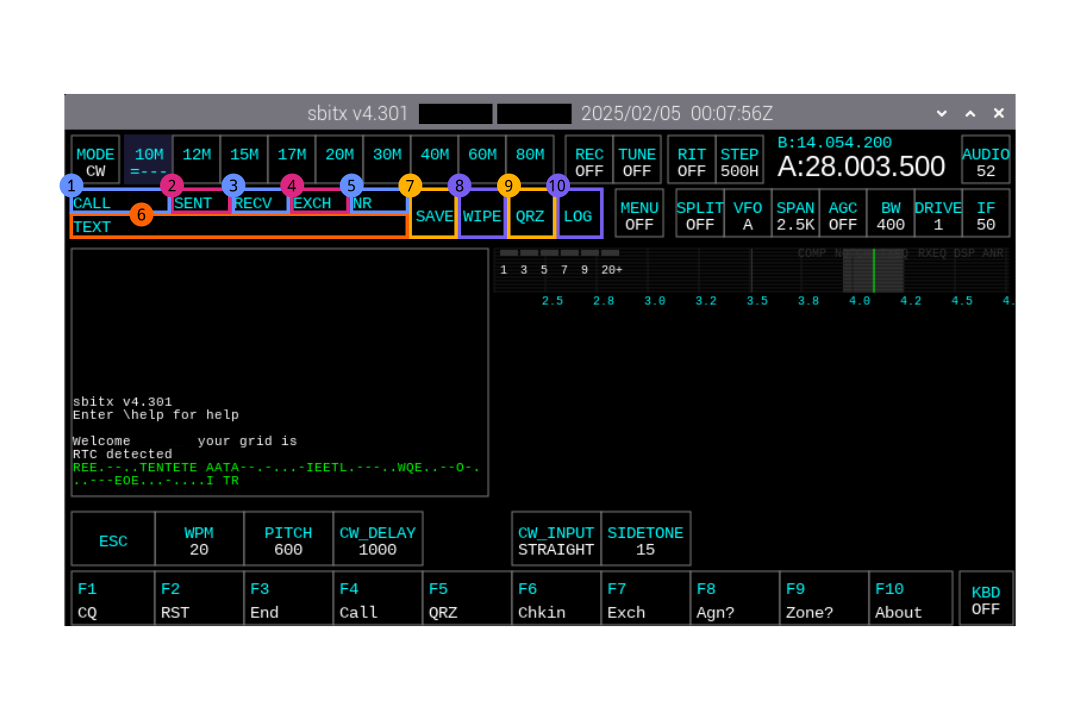 sbitx v4.301 2025/02/05 00:07:56Z
MODE 10M 12M 15M 17M 20M 30M 40M 60M 80M REC TUNE RIT STEP B:14.054.200 AUDIO
CW =--- OFF OFF OFF 500H A:28.003.500 52
1 2 3 4 5 7 8 9 10
CALL SENT RECV EXCH NR
6
TEXT
SAVE WIPE QRZ LOG
MENU SPLIT VFO SPAN AGC BW DRIVE IF
OFF OFF A 2.5K OFF 400 1 50
1 3 5 7 9 20+
2.5 2.8 3.0 3.2 3.5 3.8 4.0 4.2 4.5 4.
COMP RXEQ DSP ANR
sbitx v4.301
Enter \help for help
Welcome your grid is
RTC detected
REE.--..TENTETE AATA--.-...-IEETL.---..WQE..--O-.
..---EOE...-....I TR
ESC WPM PITCH CW_DELAY CW_INPUT SIDETONE
20 600 1000 STRAIGHT 15
F1 F2 F3 F4 F5 F6 F7 F8 F9 F10 KBD
CQ RST End Call QRZ Chkin Exch Agn? Zone? About OFF